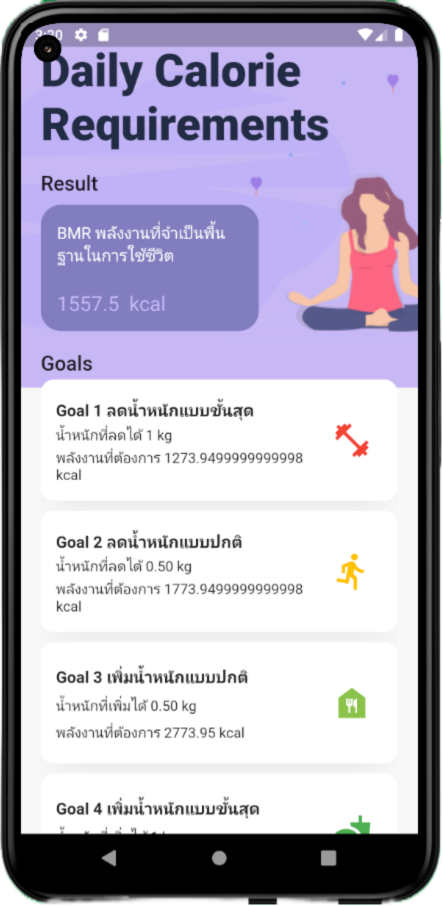 3:30
Daily Calorie
Requirements
Result
BMR พลังงานที่จำเป็นพื้น
ฐานในการใช้ชีวิต
1557.5 kcal
Goals
Goal 1 ลดน้ำหนักแบบขั้นสุด
น้ำหนักที่ลดได้ 1 kg
พลังงานที่ต้องการ 1273.9499999999998
kcal
Goal 2 ลดน้ำหนักแบบปกติ
น้ำหนักที่ลดได้ 0.50 kg
พลังงานที่ต้องการ 1773.9499999999998
kcal
Goal 3 เพิ่มน้ำหนักแบบปกติ
น้ำหนักที่เพิ่มได้ 0.50 kg
พลังงานที่ต้องการ 2773.95 kcal
Goal 4 เพิ่มน้ำหนักแบบขั้นสุด